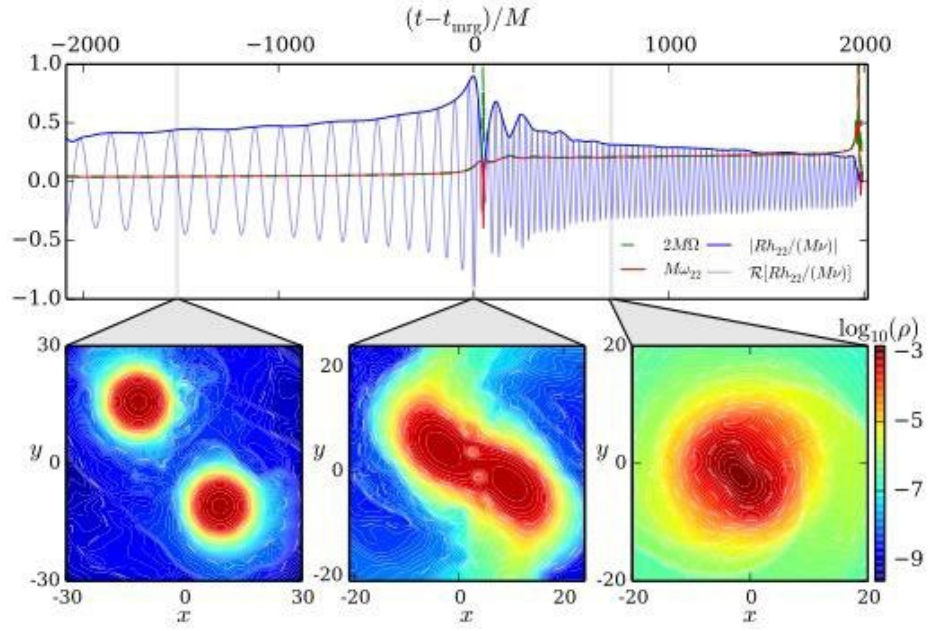 (t−t_mrg)/M
−2000 −1000 0 1000 2000
1.0
0.5
0.0
−0.5
−1.0
2MΩ |Rh₂₂/(Mν)|
Mω₂₂ ℛ[Rh₂₂/(Mν)]
log₁₀(ρ)
30 20 20
y 0 y 0 y 0
-30 -20 20
-30 0 30 -20 0 20 −20 0 20
x x x
−3
−5
−7
−9